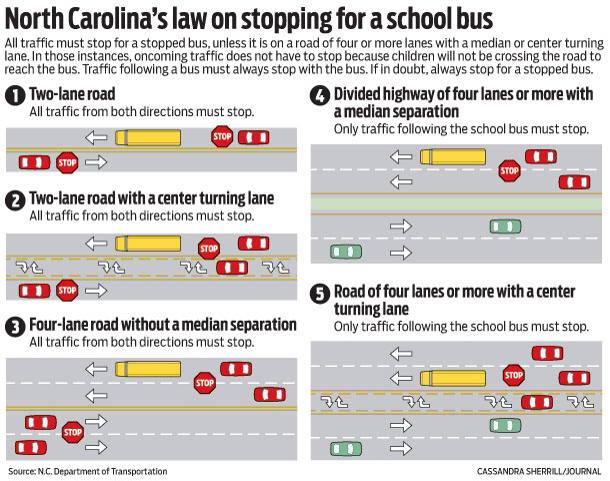 North Carolina's law on stopping for a school bus
All traffic must stop for a stopped bus, unless it is on a road of four or more lanes with a median or center turning
lane. In those instances, oncoming traffic does not have to stop because children will not be crossing the road to
reach the bus. Traffic following a bus must always stop with the bus. If in doubt, always stop for a stopped bus.
1 Two-lane road
All traffic from both directions must stop.
STOP
STOP
2 Two-lane road with a center turning lane
All traffic from both directions must stop.
STOP
STOP
3 Four-lane road without a median separation
All traffic from both directions must stop.
STOP
STOP
4 Divided highway of four lanes or more with
a median separation
Only traffic following the school bus must stop.
STOP
5 Road of four lanes or more with a center
turning lane
Only traffic following the school bus must stop.
STOP
Source: N.C. Department of Transportation
CASSANDRA SHERRILL/JOURNAL